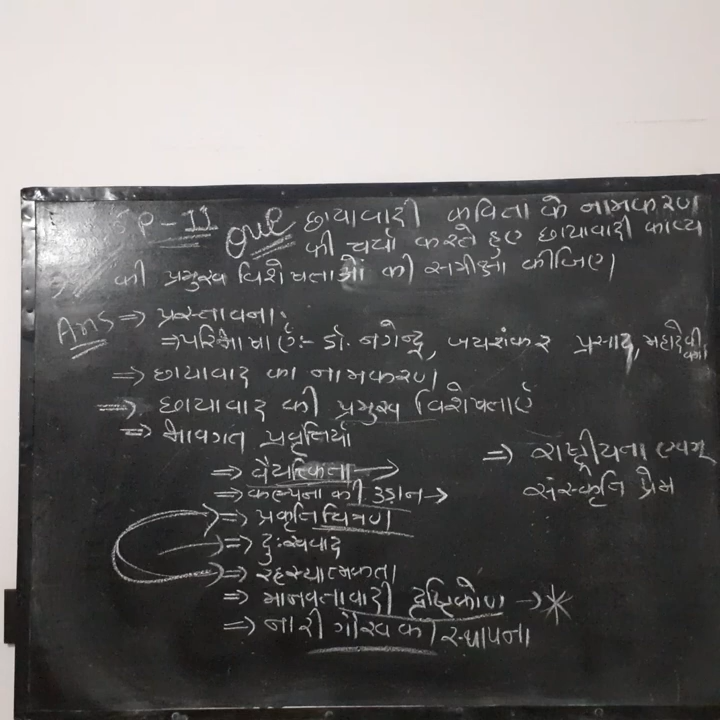 SP-II Que छायावादी कविता के नामकरण
की चर्चा करते हुए छायावादी काव्य
की प्रमुख विशेषताओं की समीक्षा कीजिए।
Ans ⇒ प्रस्तावना:
⇒ परिभाषाएँ:- डॉ. नगेन्द्र, जयशंकर प्रसाद, महादेवी वर्मा
⇒ छायावाद का नामकरण।
⇒ छायावाद की प्रमुख विशेषताएँ
⇒ भावगत प्रवृत्तियाँ
⇒ वैयक्तिकता →
⇒ कल्पना की उड़ान →
⇒ प्रकृति चित्रण
⇒ दुःखवाद
⇒ रहस्यात्मकता
⇒ मानवतावादी दृष्टिकोण → *
⇒ नारी गौरव की स्थापना
⇒ राष्ट्रीयता एवम्
संस्कृति प्रेम